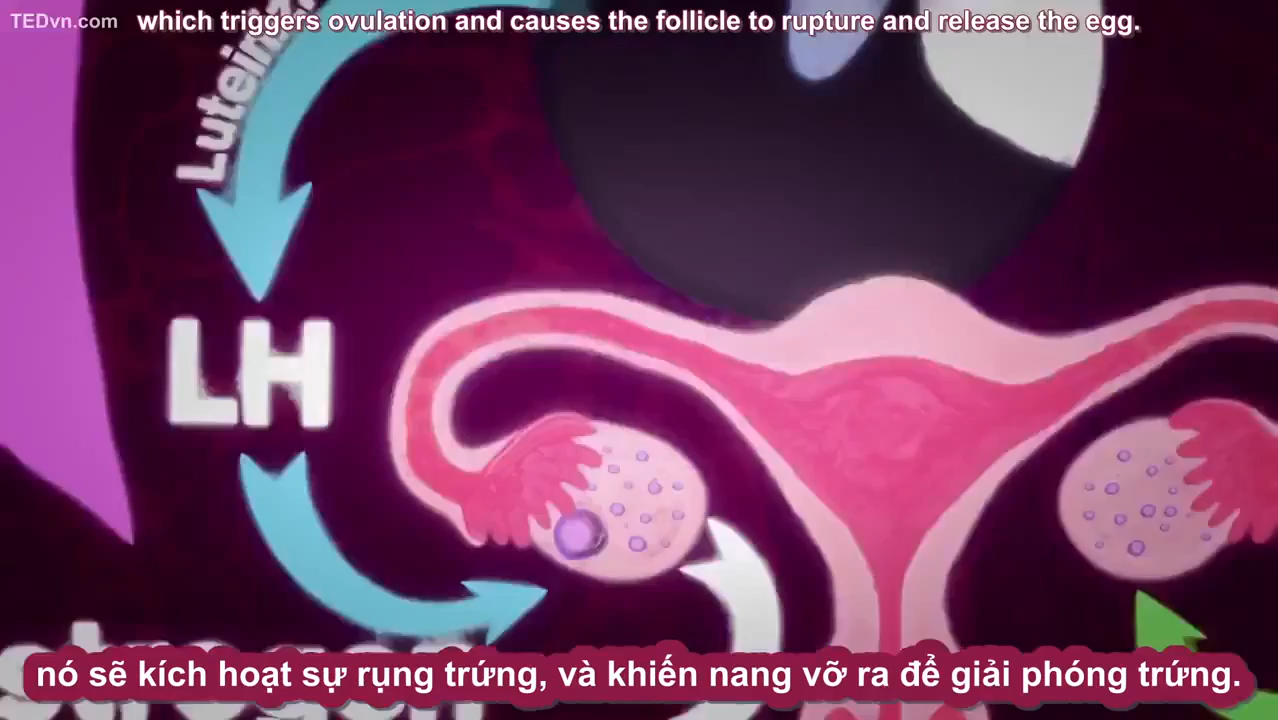 TEDvn.com
which triggers ovulation and causes the follicle to rupture and release the egg.
LH
nó sẽ kích hoạt sự rụng trứng, và khiến nang vỡ ra để giải phóng trứng.